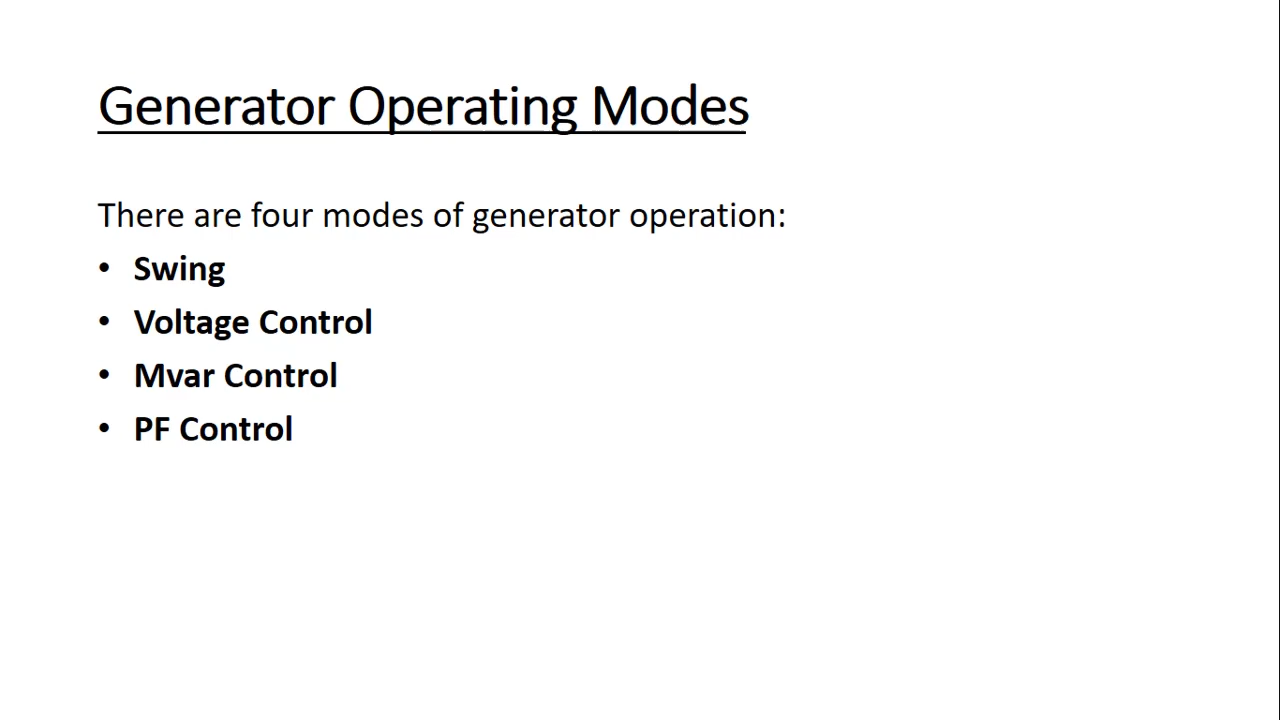 Generator Operating Modes
There are four modes of generator operation:
• Swing
• Voltage Control
• Mvar Control
• PF Control